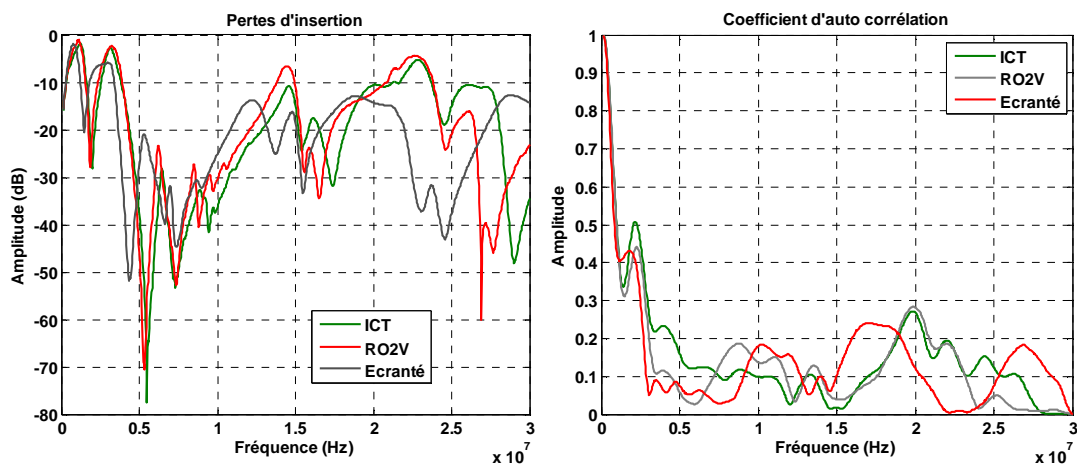 Pertes d'insertion
0
-10
-20
-30
-40
-50
-60
-70
-80
Amplitude (dB)
ICT
RO2V
Ecranté
0
0.5
1
1.5
2
2.5
3
Fréquence (Hz)
x 10^7
Coefficient d'auto corrélation
1
0.9
0.8
0.7
0.6
0.5
0.4
0.3
0.2
0.1
0
Amplitude
ICT
RO2V
Ecranté
0
0.5
1
1.5
2
2.5
3
Fréquence (Hz)
x 10^7